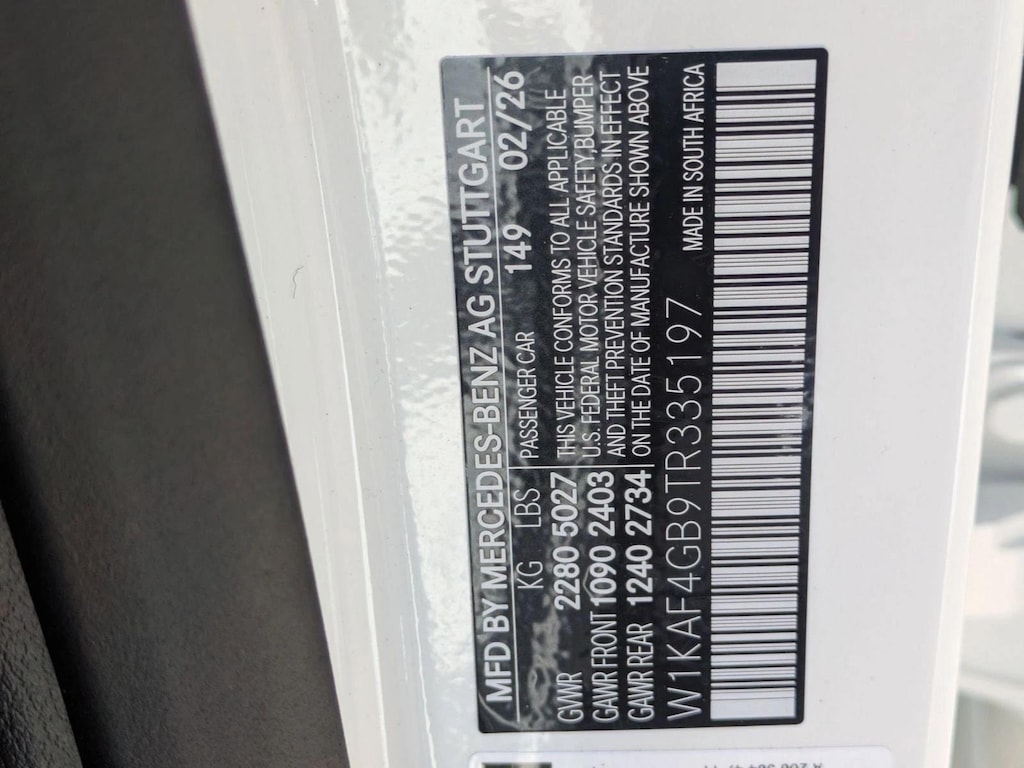 MFD BY MERCEDES-BENZ AG STUTTGART
KG LBS PASSENGER CAR 149 02/26
GVWR 2280 5027 THIS VEHICLE CONFORMS TO ALL APPLICABLE
U.S. FEDERAL MOTOR VEHICLE SAFETY,BUMPER
GAWR FRONT 1090 2403 AND THEFT PREVENTION STANDARDS IN EFFECT
GAWR REAR 1240 2734 ON THE DATE OF MANUFACTURE SHOWN ABOVE
W1KAF4GB9TR335197 MADE IN SOUTH AFRICA